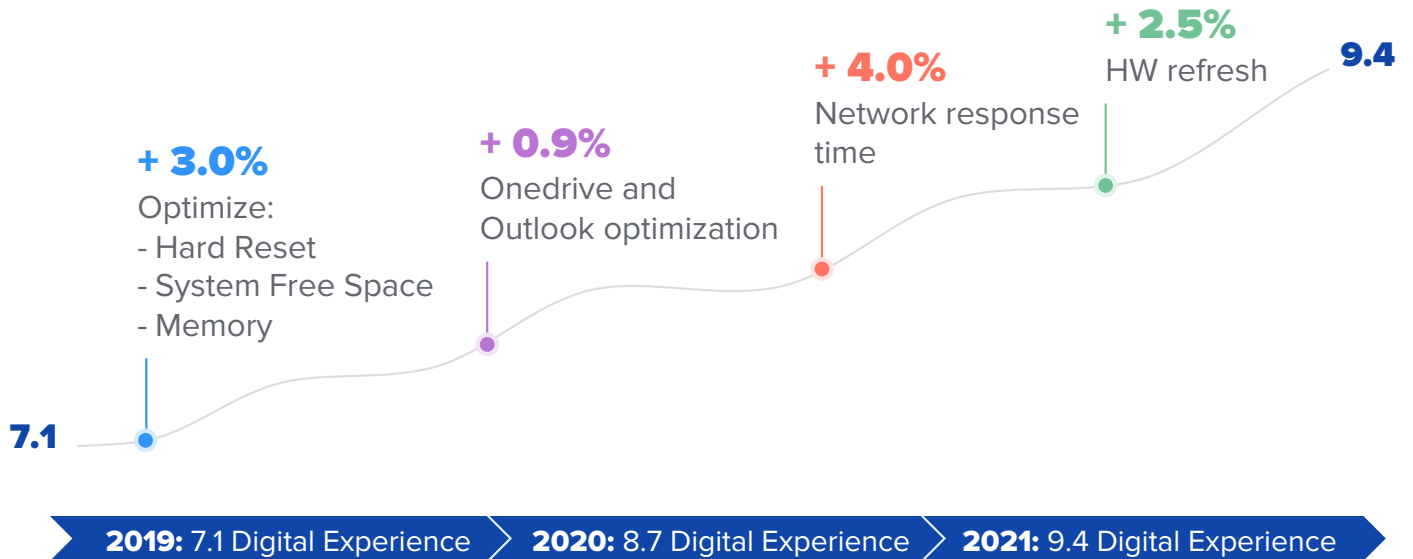 + 2.5%
HW refresh
9.4
+ 4.0%
Network response
time
+ 0.9%
Onedrive and
Outlook optimization
+ 3.0%
Optimize:
- Hard Reset
- System Free Space
- Memory
7.1
2019: 7.1 Digital Experience
2020: 8.7 Digital Experience
2021: 9.4 Digital Experience